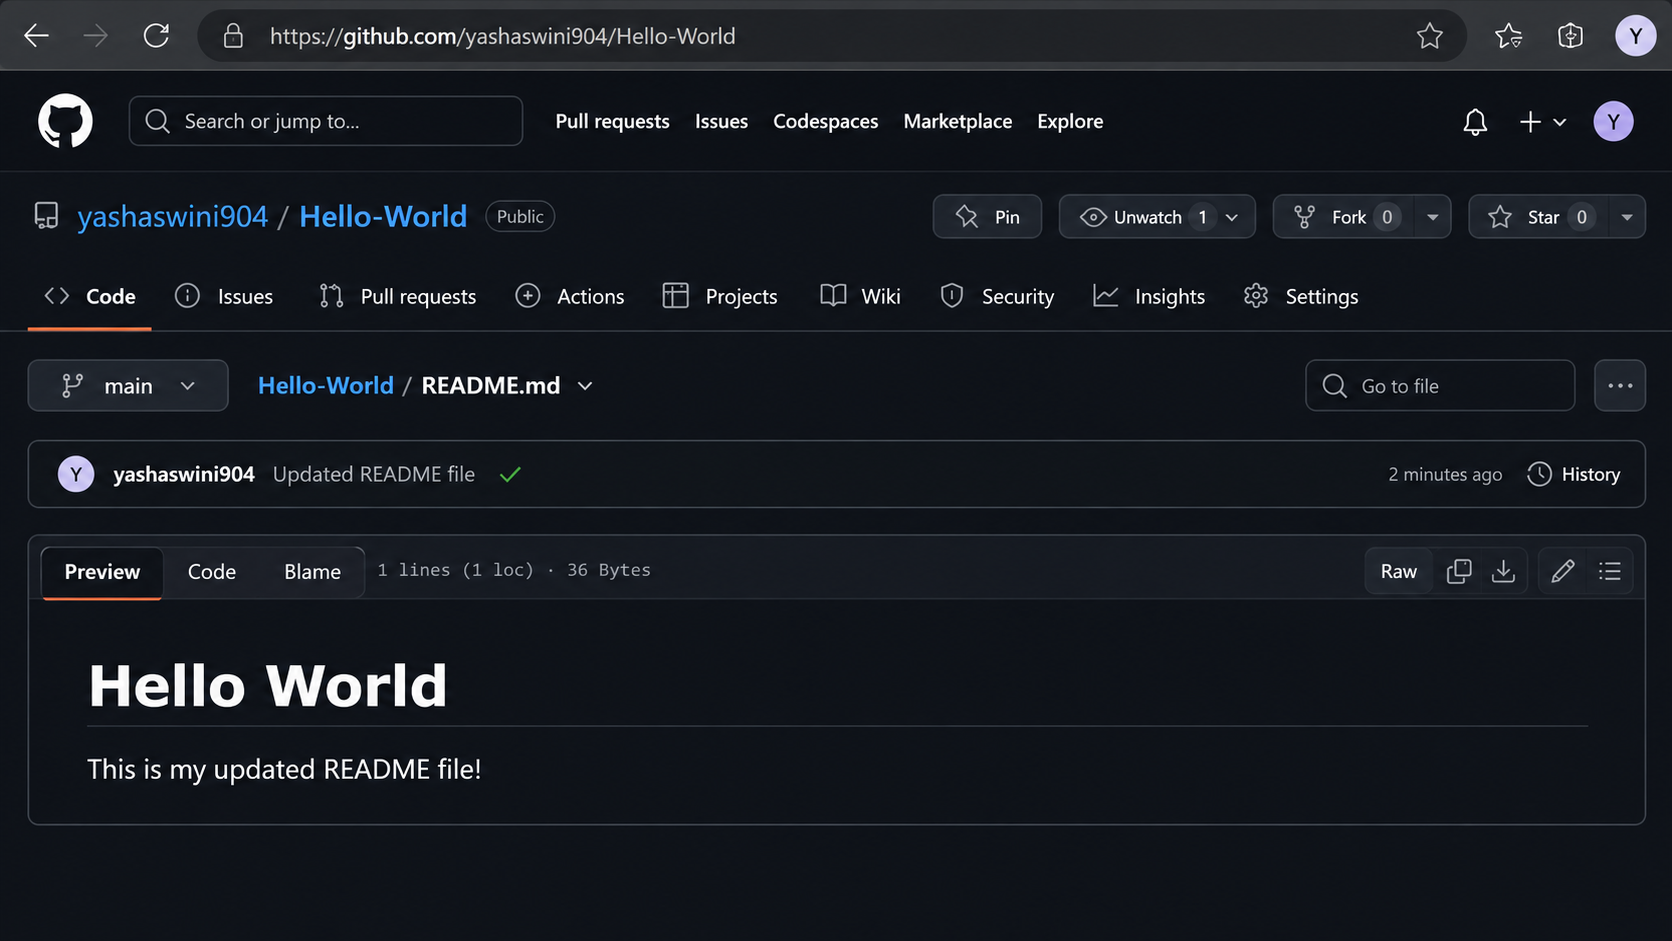 https://github.com/yashaswini904/Hello-World
Y
Search or jump to...
Pull requests Issues Codespaces Marketplace Explore
Y
yashaswini904 / Hello-World Public
Pin Unwatch 1 Fork 0 Star 0
Code Issues Pull requests Actions Projects Wiki Security Insights Settings
main Hello-World / README.md Go to file
Y yashaswini904 Updated README file 2 minutes ago History
Preview Code Blame 1 lines (1 loc) · 36 Bytes Raw
Hello World
This is my updated README file!